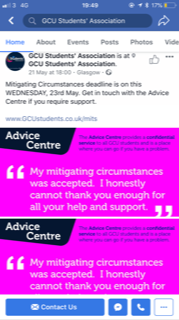 4G
19:49
17%
GCU Students' Association
Home About Events Posts Videos
GCU Students' Association is at
GCU Students' Association.
21 May at 18:00 · Glasgow ·
Mitigating Circumstances deadline is on this
WEDNESDAY, 23rd May. Get in touch with the Advice
Centre if you require support.
www.GCUstudents.co.uk/mits
Advice
Centre
The Advice Centre provides a confidential
service to all GCU students and is a place
where you can go if you have a problem.
“ My mitigating circumstances
was accepted. I honestly
cannot thank you enough for
all your help and support. ”
Advice
Centre
The Advice Centre provides a confidential
service to all GCU students and is a place
where you can go if you have a problem.
“ My mitigating circumstances
was accepted. I honestly
cannot thank you enough for
Contact Us